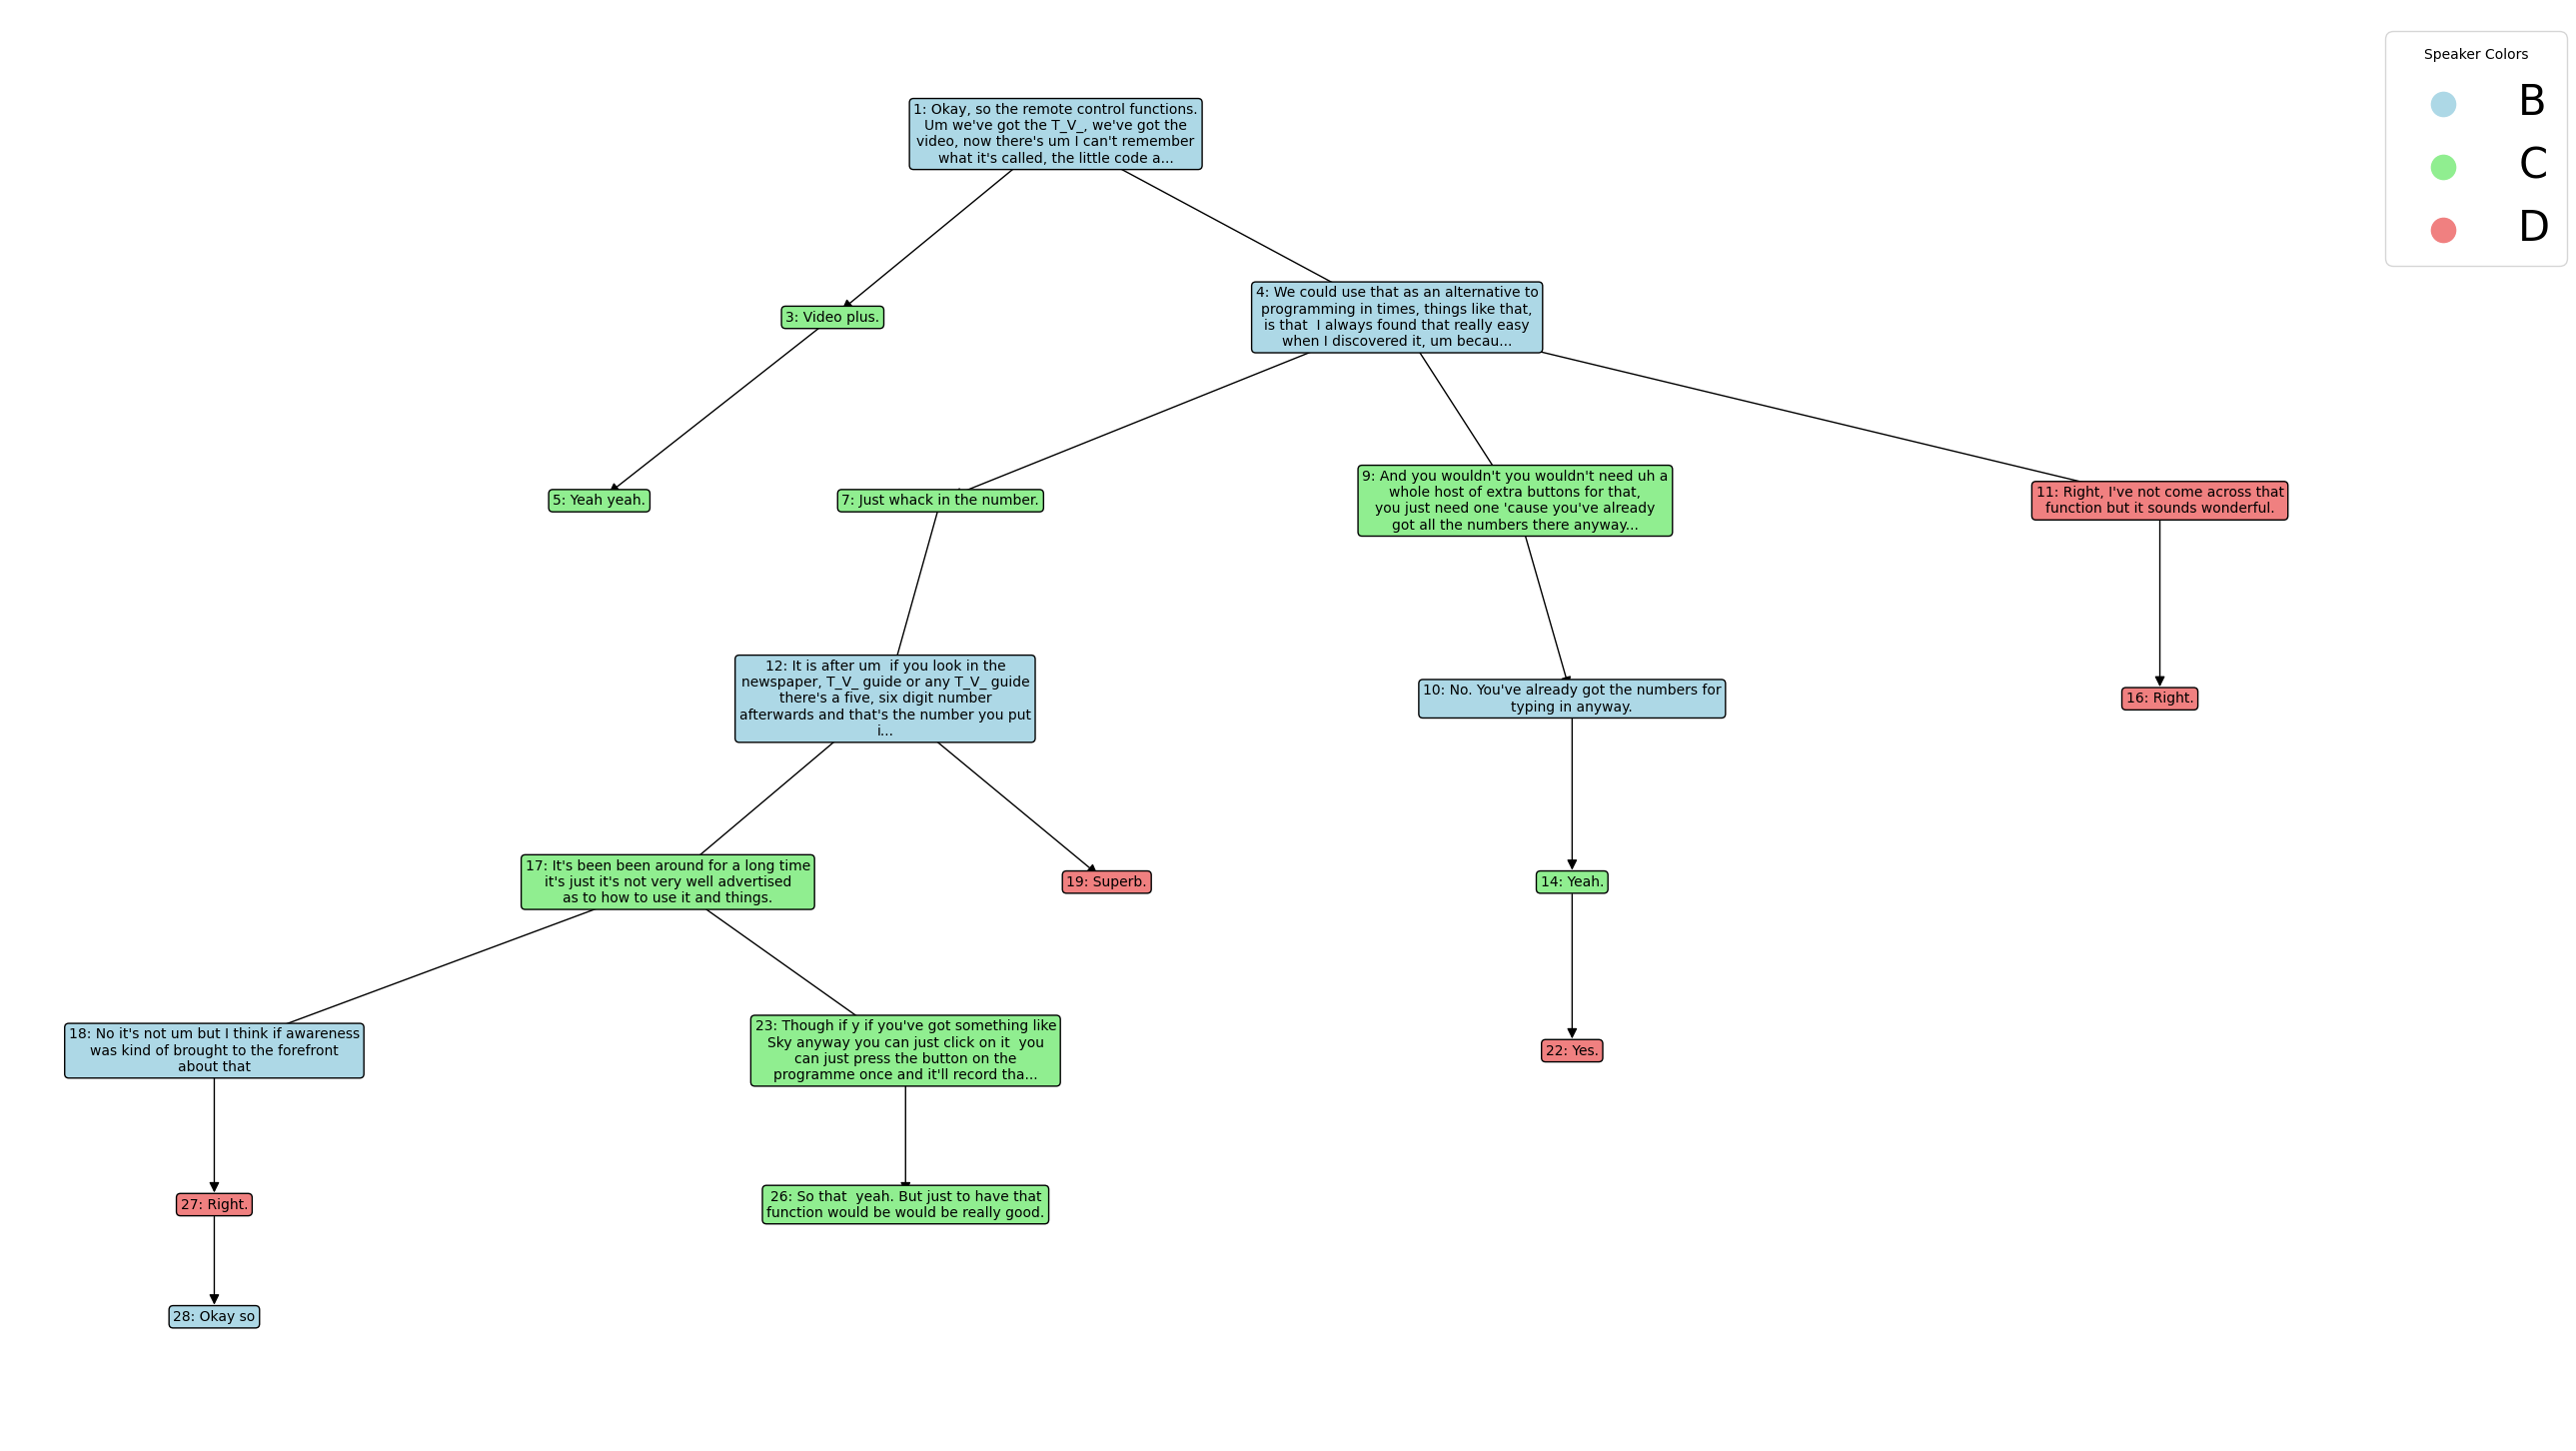 Speaker Colors
B
C
D
1: Okay, so the remote control functions.
Um we've got the T_V_, we've got the
video, now there's um I can't remember
what it's called, the little code a...
3: Video plus.
4: We could use that as an alternative to
programming in times, things like that,
is that  I always found that really easy
when I discovered it, um becau...
5: Yeah yeah.
7: Just whack in the number.
9: And you wouldn't you wouldn't need uh a
whole host of extra buttons for that,
you just need one 'cause you've already
got all the numbers there anyway...
11: Right, I've not come across that
function but it sounds wonderful.
12: It is after um  if you look in the
newspaper, T_V_ guide or any T_V_ guide
there's a five, six digit number
afterwards and that's the number you put
i...
10: No. You've already got the numbers for
typing in anyway.
16: Right.
17: It's been been around for a long time
it's just it's not very well advertised
as to how to use it and things.
19: Superb.
14: Yeah.
18: No it's not um but I think if awareness
was kind of brought to the forefront
about that
23: Though if y if you've got something like
Sky anyway you can just click on it  you
can just press the button on the
programme once and it'll record tha...
22: Yes.
27: Right.
26: So that  yeah. But just to have that
function would be would be really good.
28: Okay so